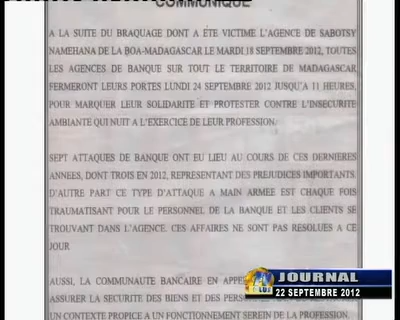 COMMUNIQUE
A LA SUITE DU BRAQUAGE DONT A ÉTE VICTIME L'AGENCE DE SABOTSY
NAMEHANA DE LA BOA-MADAGASCAR LE MARDI 18 SEPTEMBRE 2012, TOUTES
LES AGENCES DE BANQUE SUR TOUT LE TERRITOIRE DE MADAGASCAR
FERMERONT LEURS PORTES LUNDI 24 SEPTEMBRE 2012 JUSQU'A 11 HEURES,
POUR MARQUER LEUR SOLIDARITE ET PROTESTER CONTRE L'INSECURITE
AMBIANTE QUI NUIT A L'EXERCICE DE LEUR PROFESSION.
SEPT ATTAQUES DE BANQUE ONT EU LIEU AU COURS DE CES DERNIERES
ANNEES, DONT TROIS EN 2012, REPRESENTANT DES PREJUDICES IMPORTANTS.
D'AUTRE PART CE TYPE D'ATTAQUE A MAIN ARMEE EST CHAQUE FOIS
TRAUMATISANT POUR LE PERSONNEL DE LA BANQUE ET LES CLIENTS SE
TROUVANT DANS L'AGENCE. CES AFFAIRES NE SONT PAS RESOLUES A CE
JOUR
AUSSI, LA COMMUNAUTE BANCAIRE EN
ASSURER LA SECURITE DES BIENS ET DES
UN CONTEXTE PROPICE A UN FONCTIONNEMENT SEREIN DE LA PROFESSION.
JOURNAL
22 SEPTEMBRE 2012